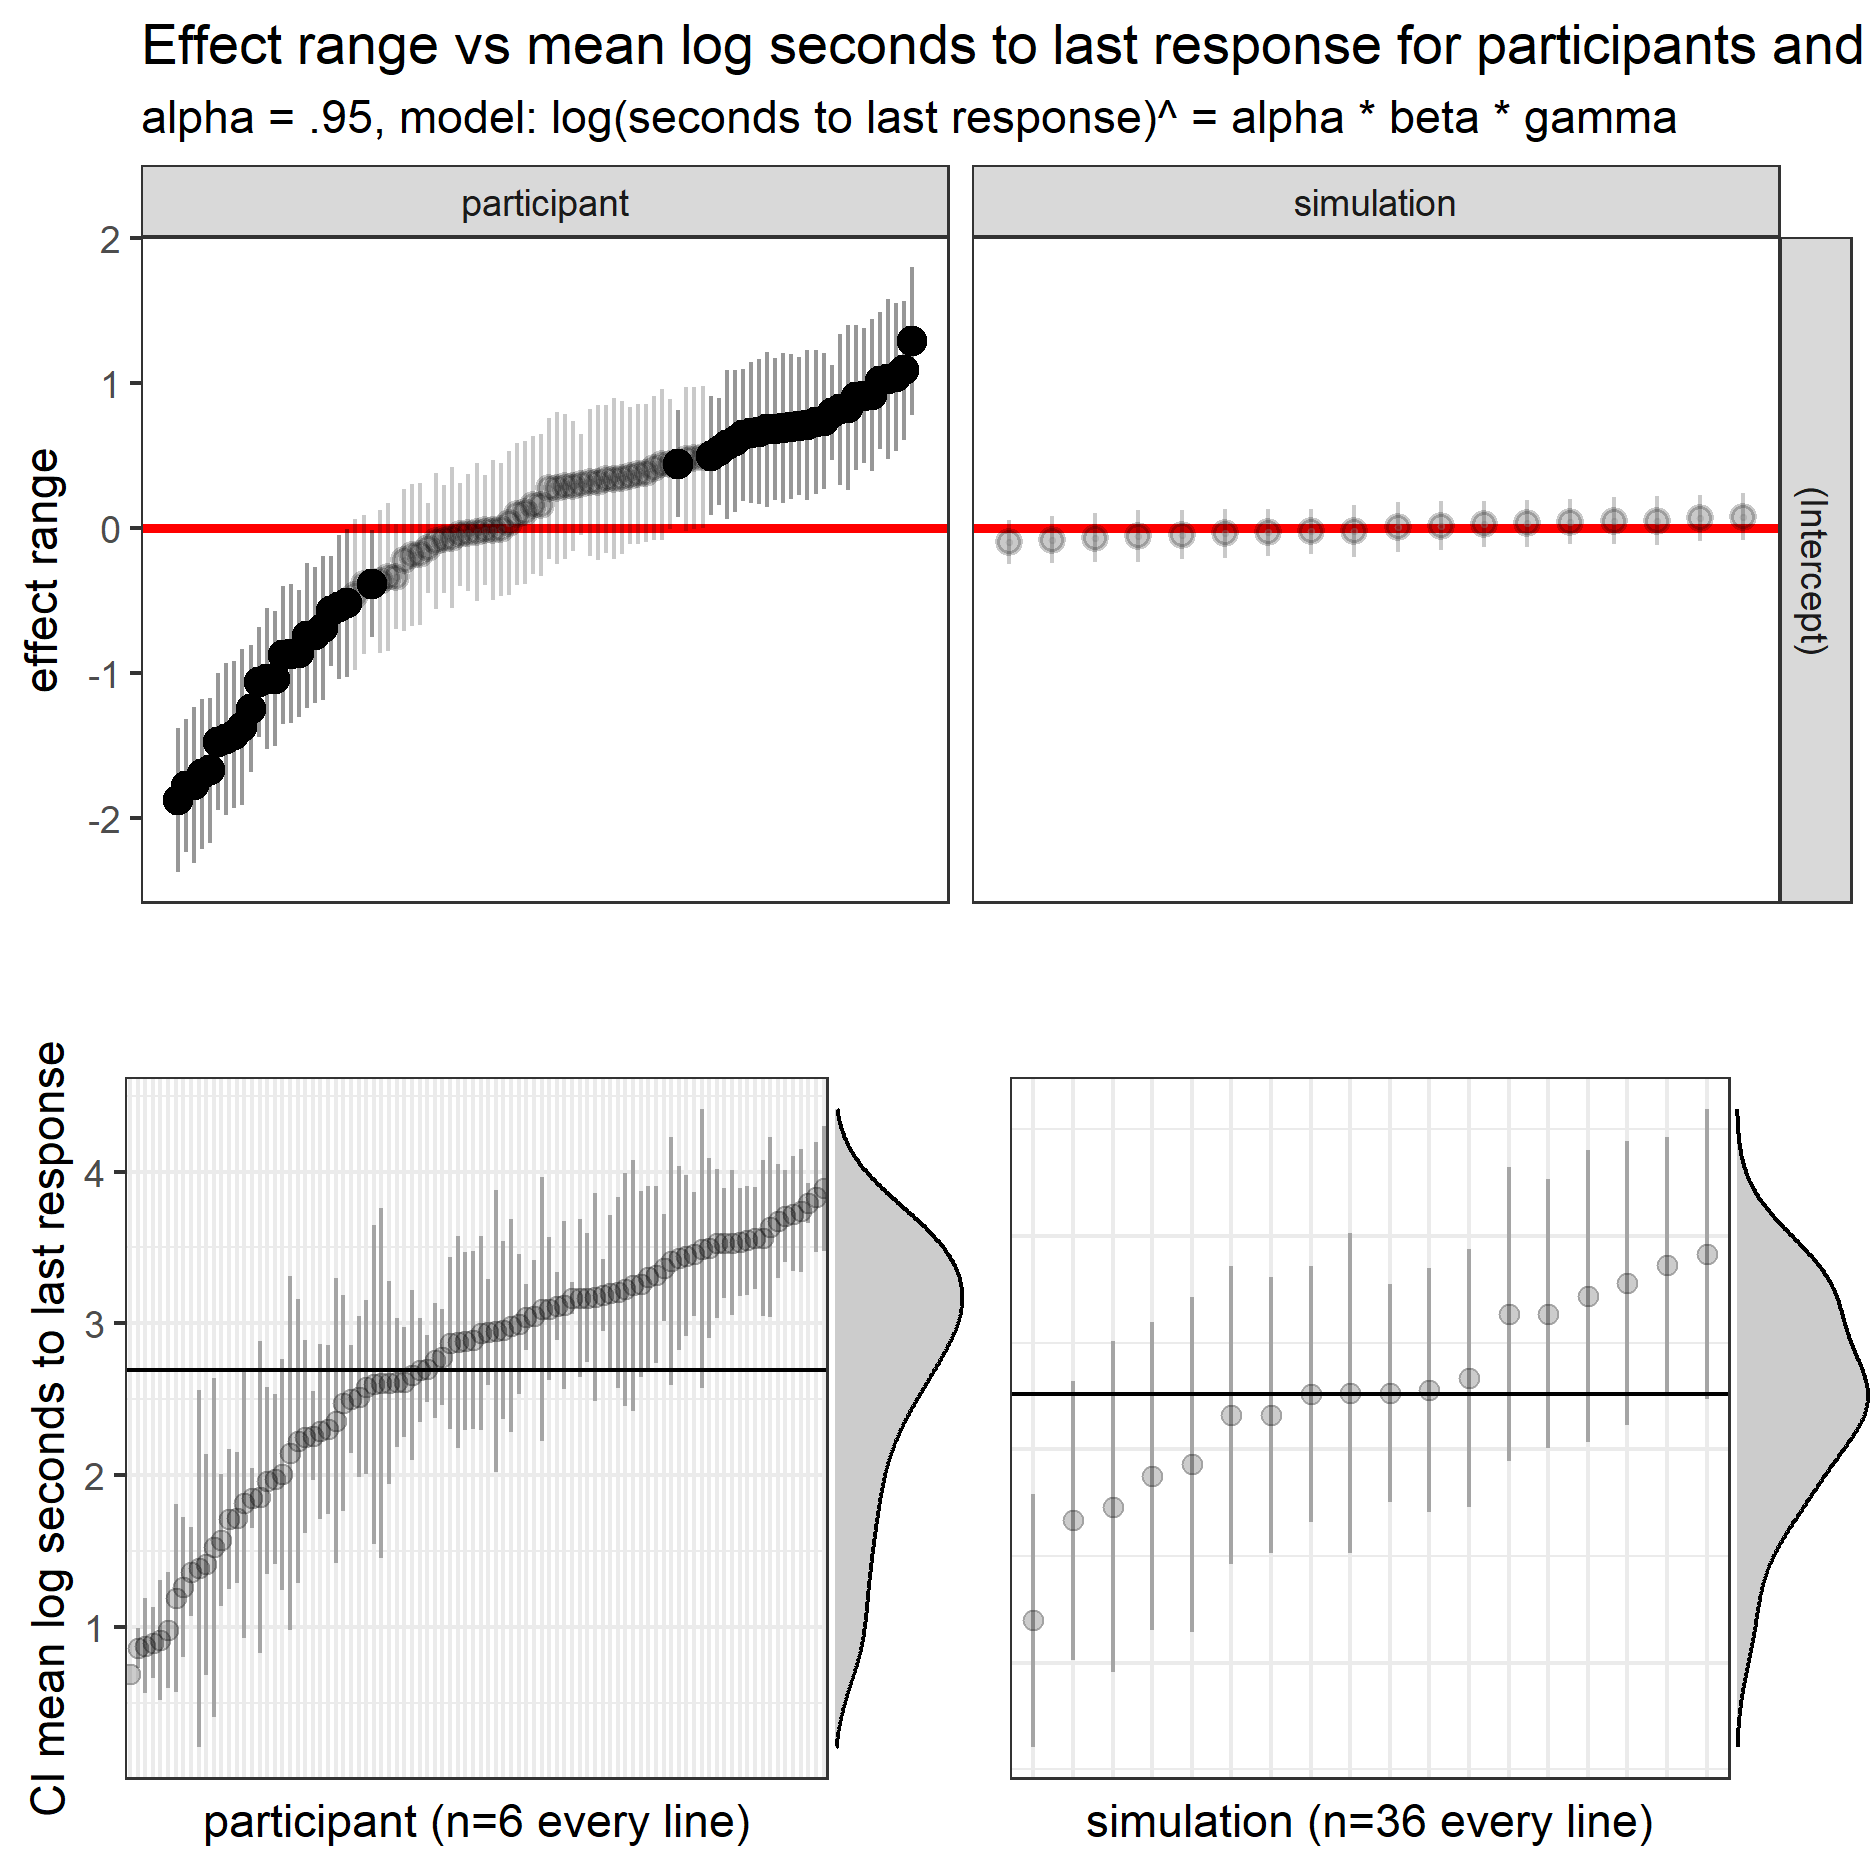 Effect range vs mean log seconds to last response for participants and
alpha = .95, model: log(seconds to last response)^ = alpha * beta * gamma
participant
simulation
2
1
0
-1
-2
effect range
(Intercept)
4
3
2
1
CI mean log seconds to last response
participant (n=6 every line)
simulation (n=36 every line)